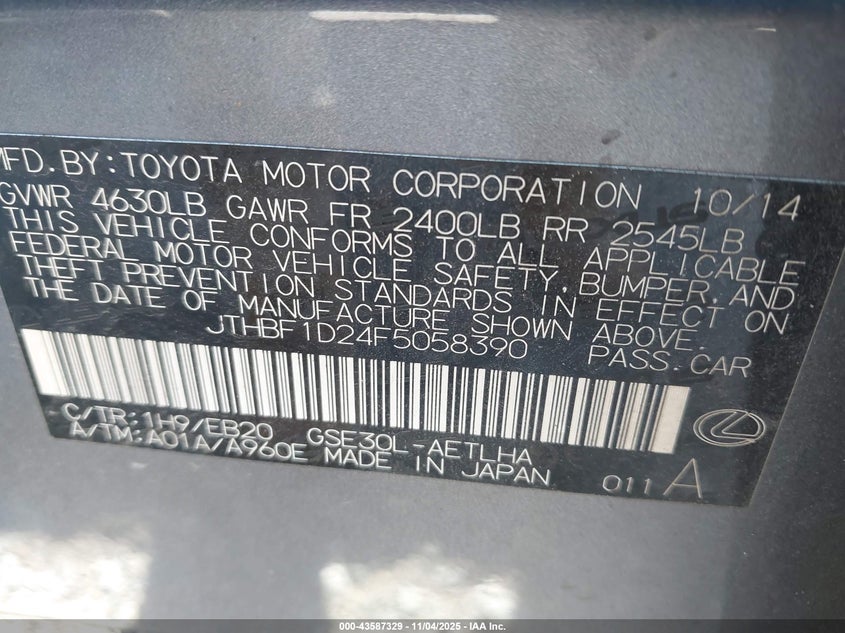 MFD.BY:TOYOTA MOTOR CORPORATION 10/14
GVWR 4630LB GAWR FR 2400LB RR 2545LB
THIS VEHICLE CONFORMS TO ALL APPLICABLE
FEDERAL MOTOR VEHICLE SAFETY,BUMPER,AND
THEFT PREVENTION STANDARDS IN EFFECT ON
THE DATE OF MANUFACTURE SHOWN ABOVE.
JTHBF1D24F5058390 PASS.CAR
C/TR:1H9/EB20 GSE30L-AETLHA
A/TM:A01A/A960E MADE IN JAPAN 011A
000-43587329 - 11/04/2025 - IAA Inc.